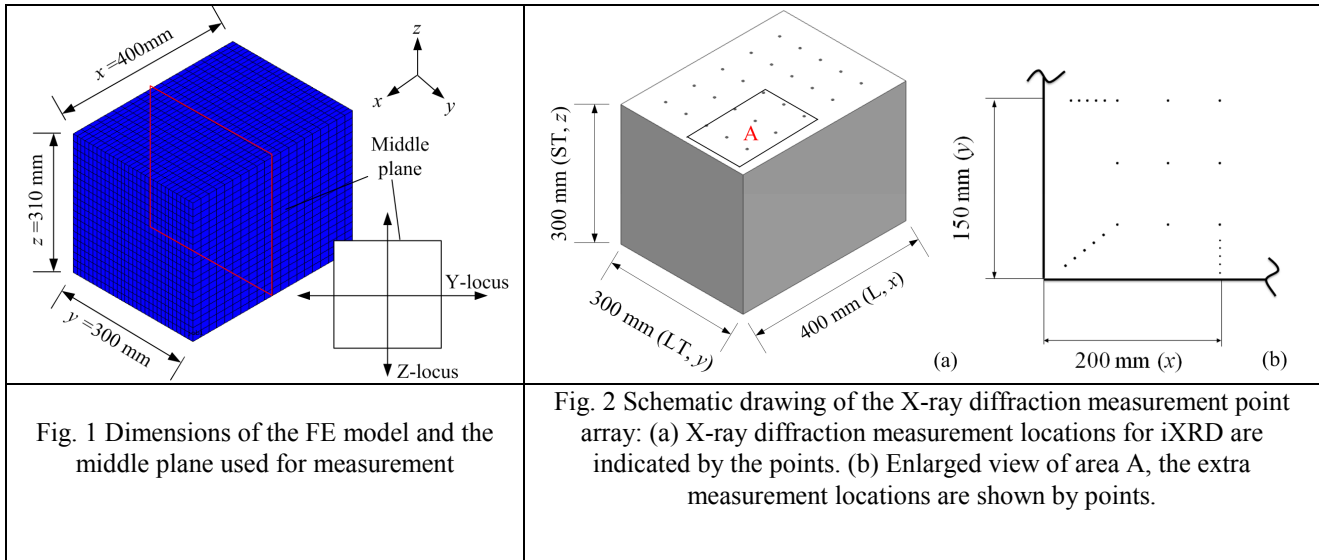 x =400mm
z
x
y
Middle
plane
z =310 mm
y =300 mm
Y-locus
Z-locus
300 mm (ST, z)
A
300 mm (LT, y)
400 mm (L, x)
(a)
150 mm (y)
200 mm (x)
(b)
Fig. 1 Dimensions of the FE model and the
middle plane used for measurement
Fig. 2 Schematic drawing of the X-ray diffraction measurement point
array: (a) X-ray diffraction measurement locations for iXRD are
indicated by the points. (b) Enlarged view of area A, the extra
measurement locations are shown by points.